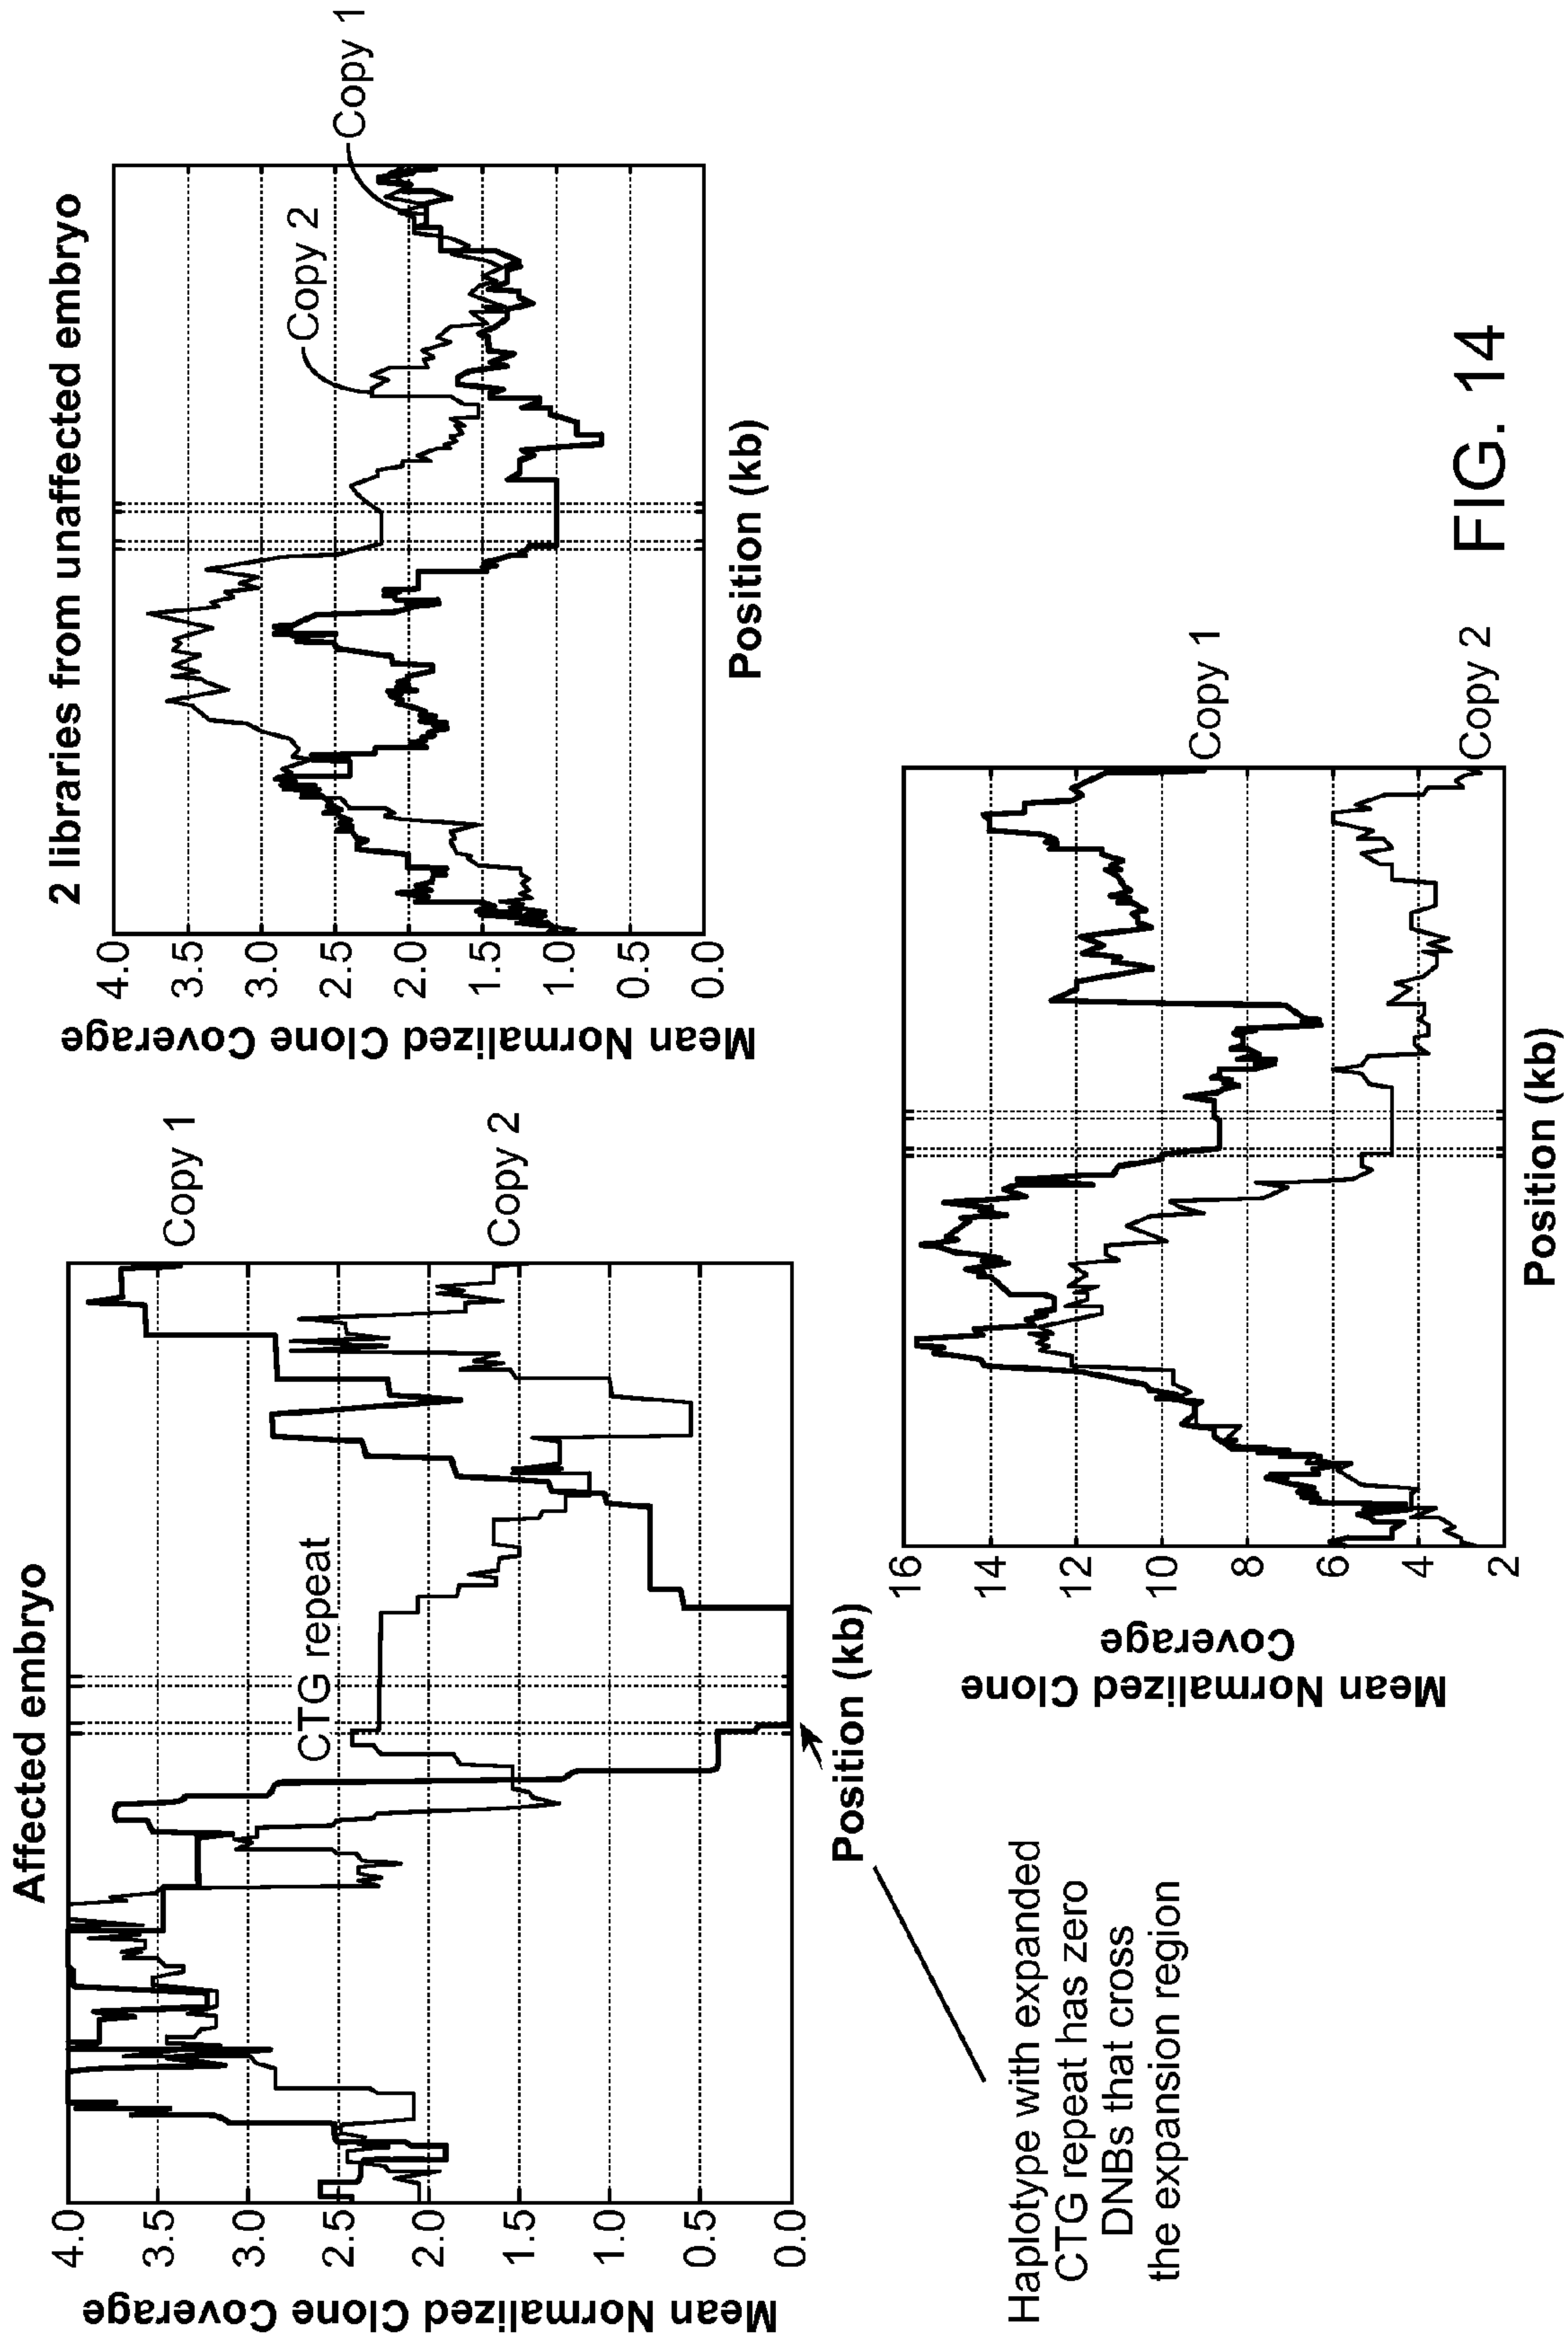 Affected embryo
Mean Normalized Clone Coverage
4.0
3.5
3.0
2.5
2.0
1.5
1.0
0.5
0.0
CTG repeat
Copy 1
Copy 2
Position (kb)
Haplotype with expanded
CTG repeat has zero
DNBs that cross
the expansion region
2 libraries from unaffected embryo
Mean Normalized Clone Coverage
4.0
3.5
3.0
2.5
2.0
1.5
1.0
0.5
0.0
Copy 2
Copy 1
Position (kb)
Mean Normalized Clone
Coverage
16
14
12
10
8
6
4
2
Copy 1
Copy 2
Position (kb)
FIG. 14